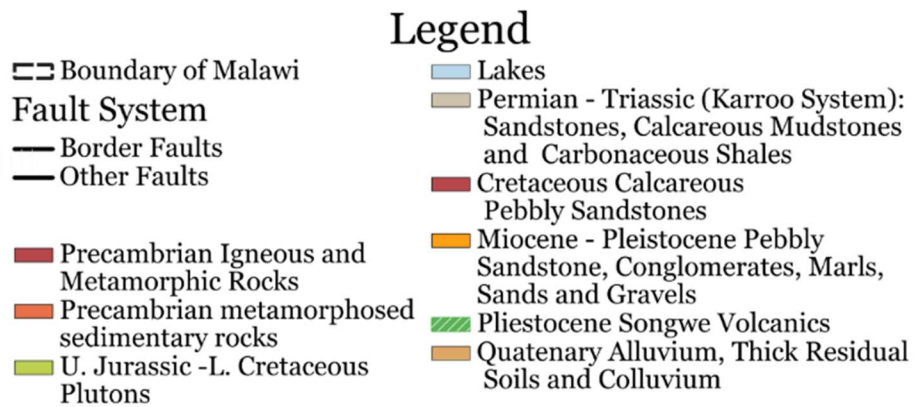 Legend
Boundary of Malawi
Fault System
Border Faults
Other Faults
Precambrian Igneous and
Metamorphic Rocks
Precambrian metamorphosed
sedimentary rocks
U. Jurassic -L. Cretaceous
Plutons
Lakes
Permian - Triassic (Karroo System):
Sandstones, Calcareous Mudstones
and Carbonaceous Shales
Cretaceous Calcareous
Pebbly Sandstones
Miocene - Pleistocene Pebbly
Sandstone, Conglomerates, Marls,
Sands and Gravels
Pliestocene Songwe Volcanics
Quatenary Alluvium, Thick Residual
Soils and Colluvium